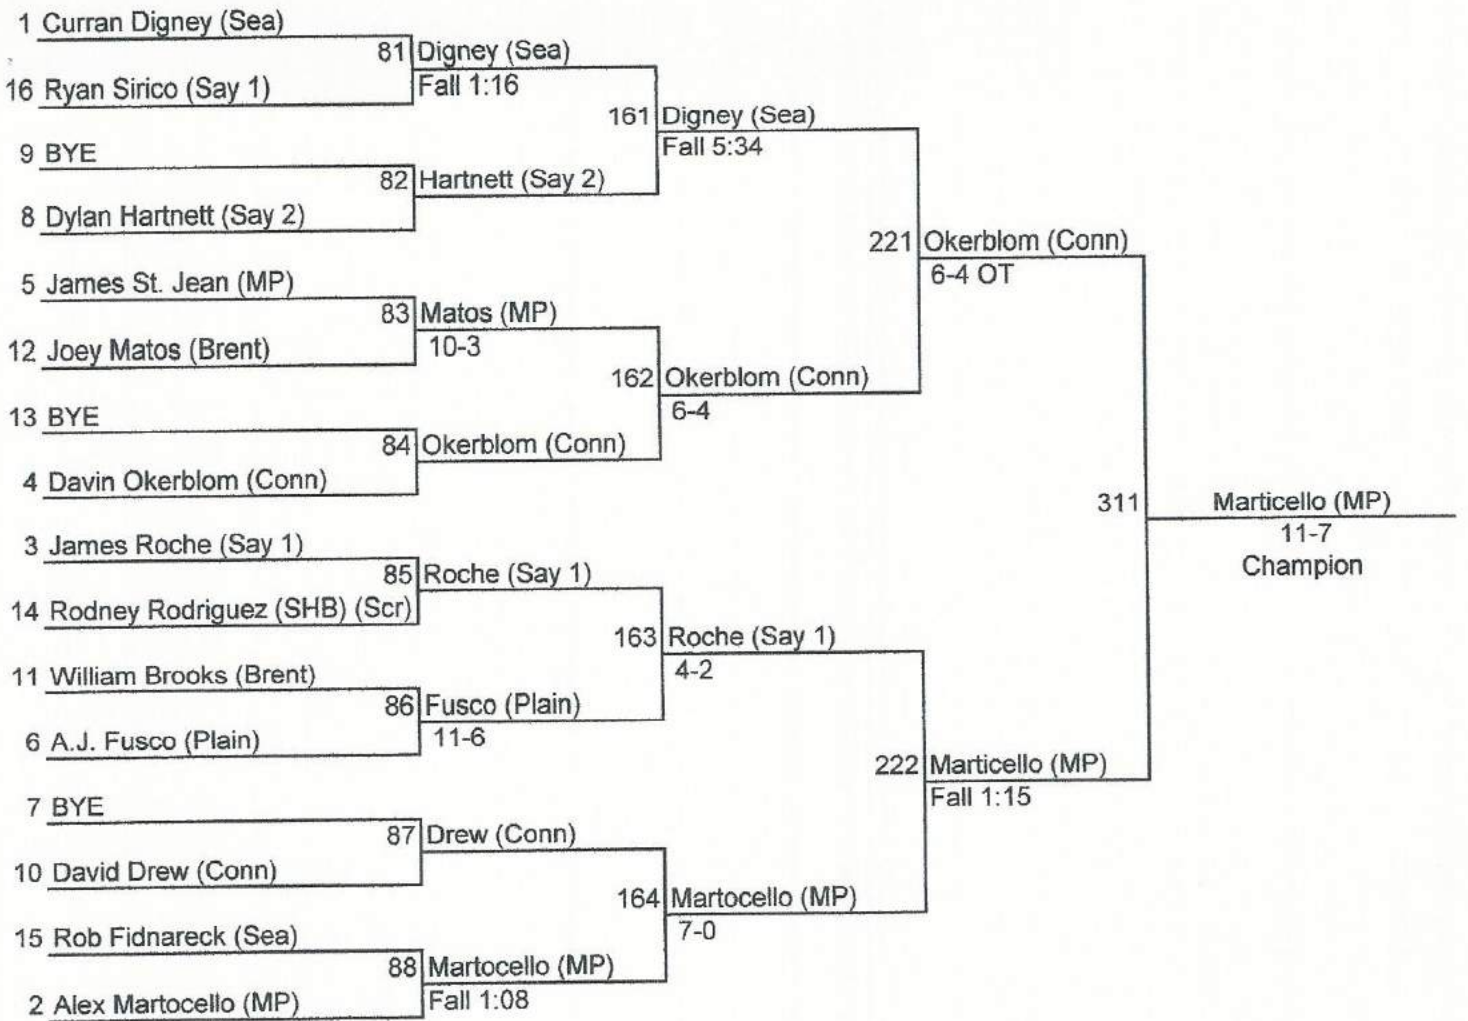 1 Curran Digney (Sea)
81 Digney (Sea)
Fall 1:16
16 Ryan Sirico (Say 1)
161 Digney (Sea)
Fall 5:34
9 BYE
82 Hartnett (Say 2)
8 Dylan Hartnett (Say 2)
221 Okerblom (Conn)
6-4 OT
5 James St. Jean (MP)
83 Matos (MP)
10-3
12 Joey Matos (Brent)
162 Okerblom (Conn)
6-4
13 BYE
84 Okerblom (Conn)
4 Davin Okerblom (Conn)
311 Marticello (MP)
11-7
Champion
3 James Roche (Say 1)
85 Roche (Say 1)
14 Rodney Rodriguez (SHB) (Scr)
163 Roche (Say 1)
4-2
11 William Brooks (Brent)
86 Fusco (Plain)
11-6
6 A.J. Fusco (Plain)
222 Marticello (MP)
Fall 1:15
7 BYE
87 Drew (Conn)
10 David Drew (Conn)
164 Martocello (MP)
7-0
15 Rob Fidnareck (Sea)
88 Martocello (MP)
Fall 1:08
2 Alex Martocello (MP)